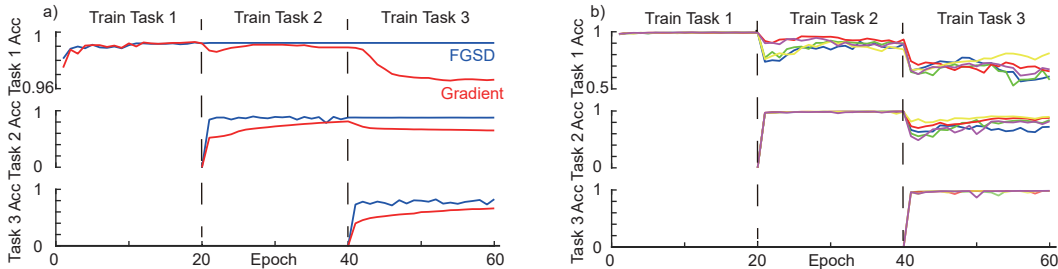 a)
Train Task 1 Train Task 2 Train Task 3
Task 1 Acc
1
0.96
FGSD
Gradient
Task 2 Acc
1
0
Task 3 Acc
1
0
0 20 40 60
Epoch
b)
Train Task 1 Train Task 2 Train Task 3
Task 1 Acc
1
0.5
Task 2 Acc
1
0
Task 3 Acc
1
0
0 20 40 60
Epoch